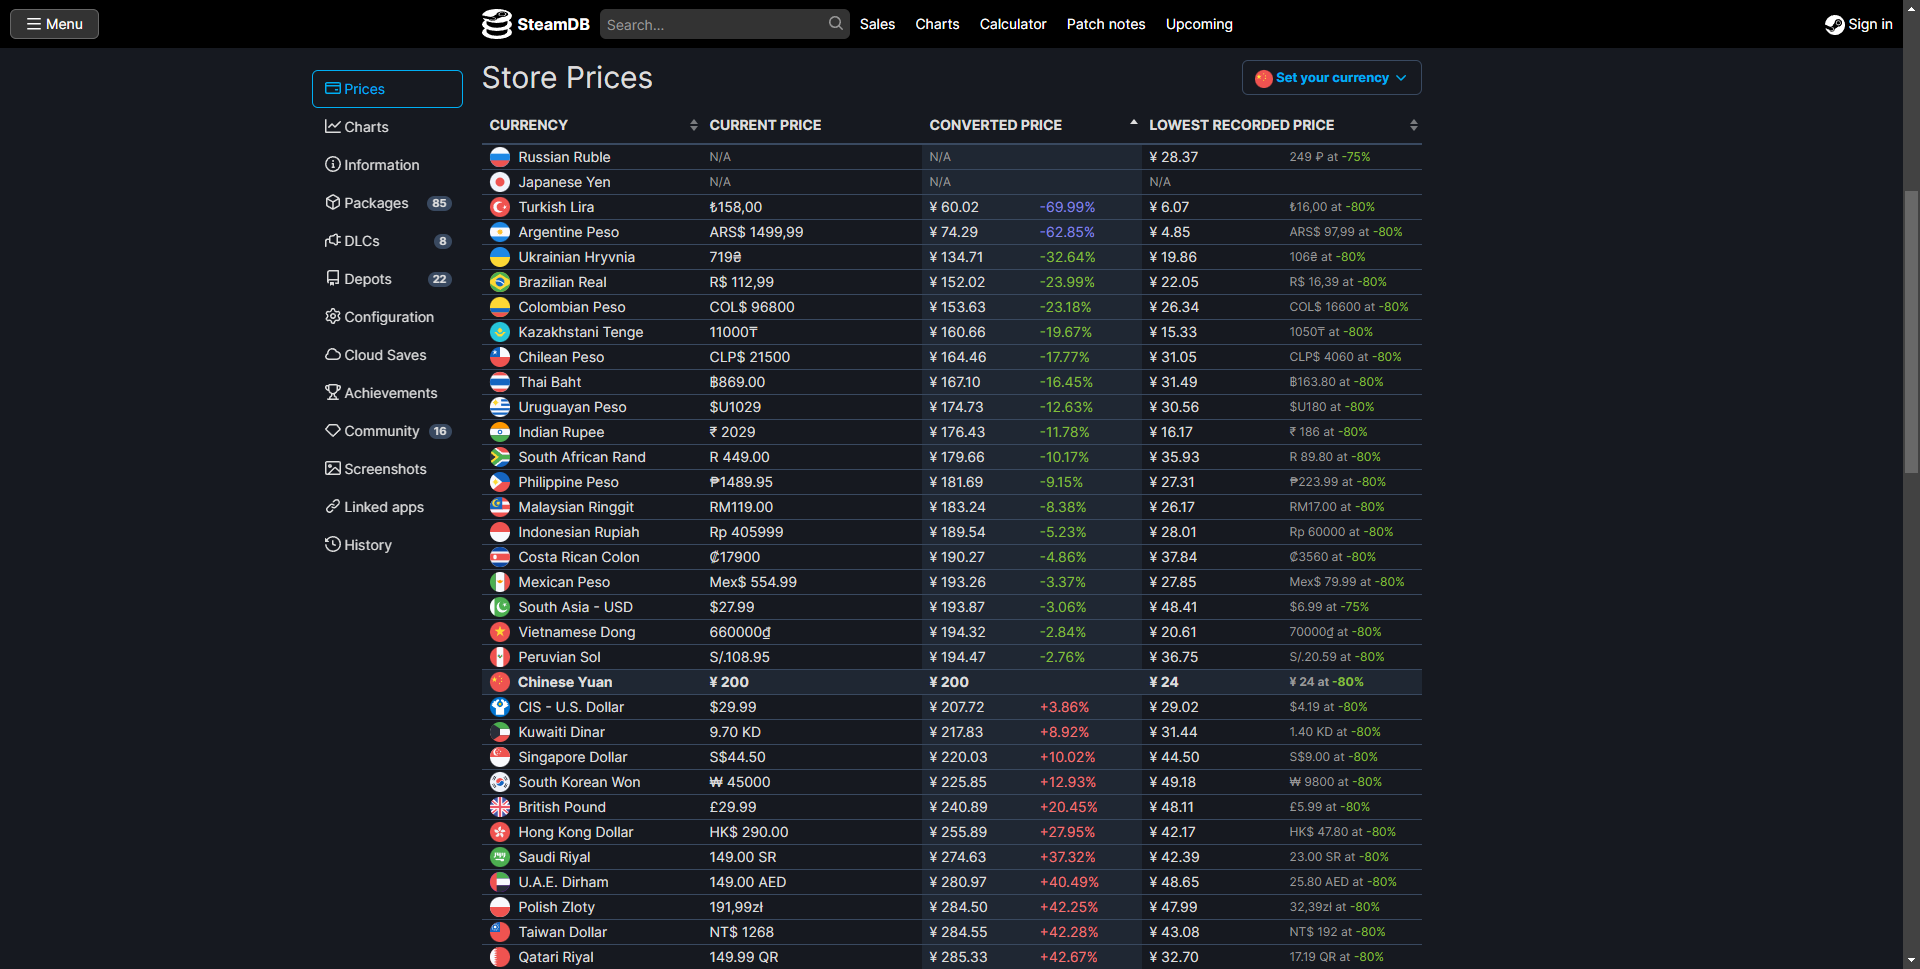 Menu
SteamDB
Search...
Sales
Charts
Calculator
Patch notes
Upcoming
Sign in
Prices
Charts
Information
Packages 85
DLCs 8
Depots 22
Configuration
Cloud Saves
Achievements
Community 16
Screenshots
Linked apps
History
Store Prices
Set your currency
CURRENCY CURRENT PRICE CONVERTED PRICE LOWEST RECORDED PRICE
Russian Ruble N/A N/A ¥ 28.37 249 ₽ at -75%
Japanese Yen N/A N/A N/A
Turkish Lira ₺158,00 ¥ 60.02 -69.99% ¥ 6.07 ₺16,00 at -80%
Argentine Peso ARS$ 1499,99 ¥ 74.29 -62.85% ¥ 4.85 ARS$ 97,99 at -80%
Ukrainian Hryvnia 719₴ ¥ 134.71 -32.64% ¥ 19.86 106₴ at -80%
Brazilian Real R$ 112,99 ¥ 152.02 -23.99% ¥ 22.05 R$ 16,39 at -80%
Colombian Peso COL$ 96800 ¥ 153.63 -23.18% ¥ 26.34 COL$ 16600 at -80%
Kazakhstani Tenge 11000₸ ¥ 160.66 -19.67% ¥ 15.33 1050₸ at -80%
Chilean Peso CLP$ 21500 ¥ 164.46 -17.77% ¥ 31.05 CLP$ 4060 at -80%
Thai Baht ฿869.00 ¥ 167.10 -16.45% ¥ 31.49 ฿163.80 at -80%
Uruguayan Peso $U1029 ¥ 174.73 -12.63% ¥ 30.56 $U180 at -80%
Indian Rupee ₹ 2029 ¥ 176.43 -11.78% ¥ 16.17 ₹ 186 at -80%
South African Rand R 449.00 ¥ 179.66 -10.17% ¥ 35.93 R 89.80 at -80%
Philippine Peso ₱1489.95 ¥ 181.69 -9.15% ¥ 27.31 ₱223.99 at -80%
Malaysian Ringgit RM119.00 ¥ 183.24 -8.38% ¥ 26.17 RM17.00 at -80%
Indonesian Rupiah Rp 405999 ¥ 189.54 -5.23% ¥ 28.01 Rp 60000 at -80%
Costa Rican Colon ₡17900 ¥ 190.27 -4.86% ¥ 37.84 ₡3560 at -80%
Mexican Peso Mex$ 554.99 ¥ 193.26 -3.37% ¥ 27.85 Mex$ 79.99 at -80%
South Asia - USD $27.99 ¥ 193.87 -3.06% ¥ 48.41 $6.99 at -75%
Vietnamese Dong 660000₫ ¥ 194.32 -2.84% ¥ 20.61 70000₫ at -80%
Peruvian Sol S/.108.95 ¥ 194.47 -2.76% ¥ 36.75 S/.20.59 at -80%
Chinese Yuan ¥ 200 ¥ 200 ¥ 24 ¥ 24 at -80%
CIS - U.S. Dollar $29.99 ¥ 207.72 +3.86% ¥ 29.02 $4.19 at -80%
Kuwaiti Dinar 9.70 KD ¥ 217.83 +8.92% ¥ 31.44 1.40 KD at -80%
Singapore Dollar S$44.50 ¥ 220.03 +10.02% ¥ 44.50 S$9.00 at -80%
South Korean Won ₩ 45000 ¥ 225.85 +12.93% ¥ 49.18 ₩ 9800 at -80%
British Pound £29.99 ¥ 240.89 +20.45% ¥ 48.11 £5.99 at -80%
Hong Kong Dollar HK$ 290.00 ¥ 255.89 +27.95% ¥ 42.17 HK$ 47.80 at -80%
Saudi Riyal 149.00 SR ¥ 274.63 +37.32% ¥ 42.39 23.00 SR at -80%
U.A.E. Dirham 149.00 AED ¥ 280.97 +40.49% ¥ 48.65 25.80 AED at -80%
Polish Zloty 191,99zł ¥ 284.50 +42.25% ¥ 47.99 32,39zł at -80%
Taiwan Dollar NT$ 1268 ¥ 284.55 +42.28% ¥ 43.08 NT$ 192 at -80%
Qatari Riyal 149.99 QR ¥ 285.33 +42.67% ¥ 32.70 17.19 QR at -80%